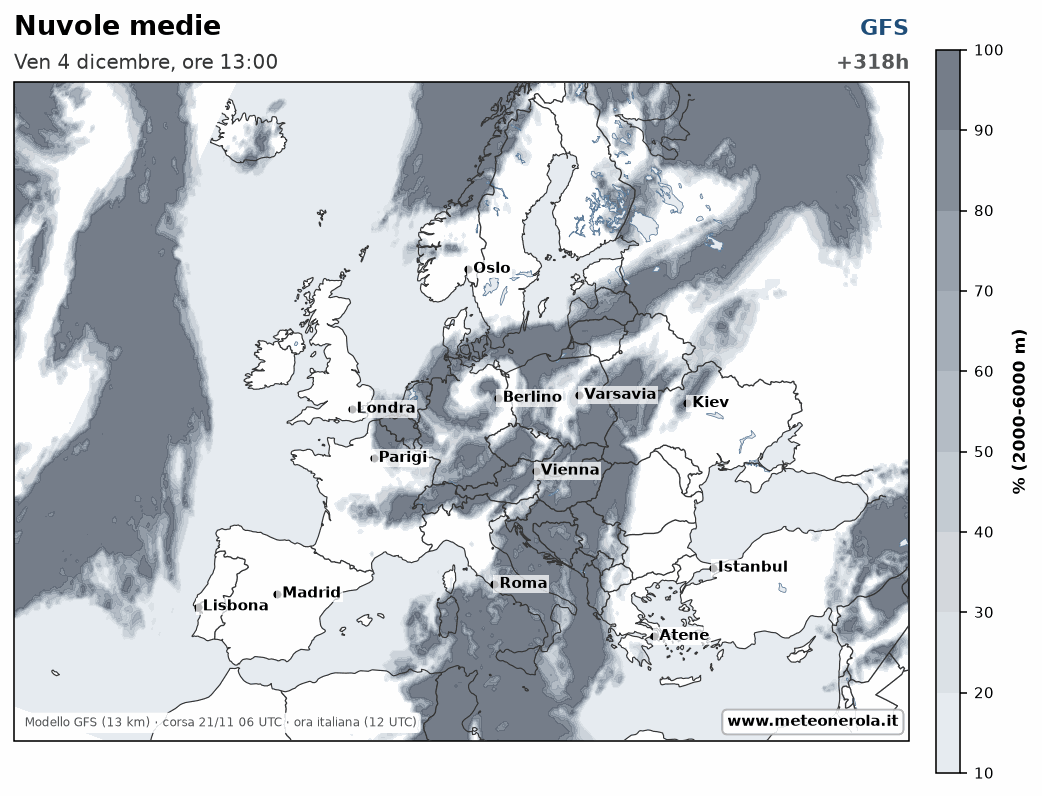 Nuvole medie
GFS
Ven 4 dicembre, ore 13:00
+318h
100
90
80
70
60
50
40
30
20
10
% (2000-6000 m)
Oslo
Berlino
Varsavia
Kiev
Londra
Parigi
Vienna
Istanbul
Roma
Madrid
Lisbona
Atene
Modello GFS (13 km) · corsa 21/11 06 UTC · ora italiana (12 UTC)
www.meteonerola.it